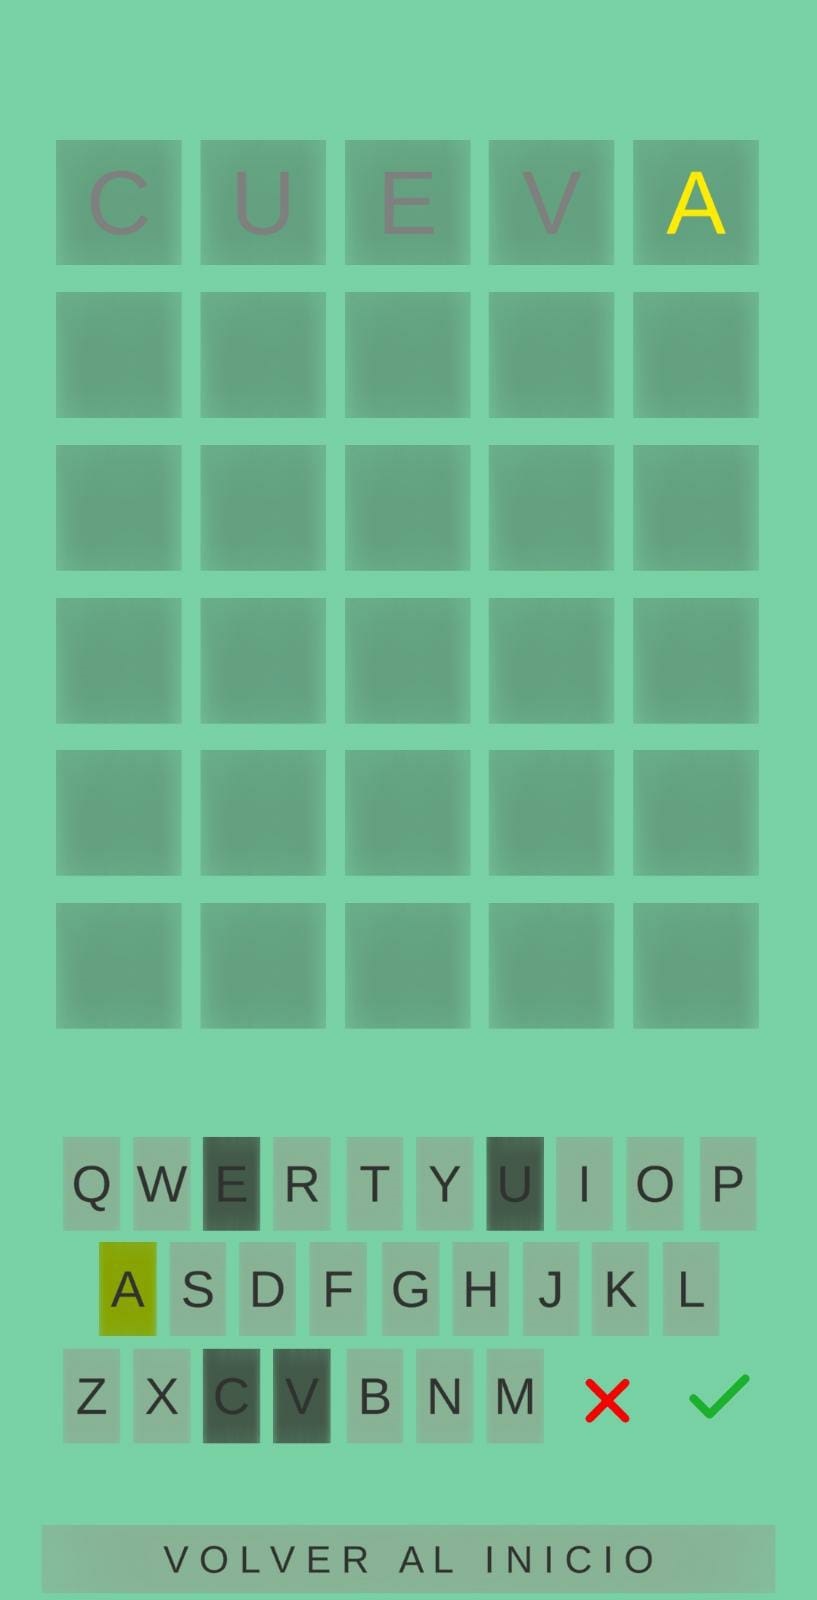 C U E V A
Q W E R T Y U I O P
A S D F G H J K L
Z X C V B N M
VOLVER AL INICIO